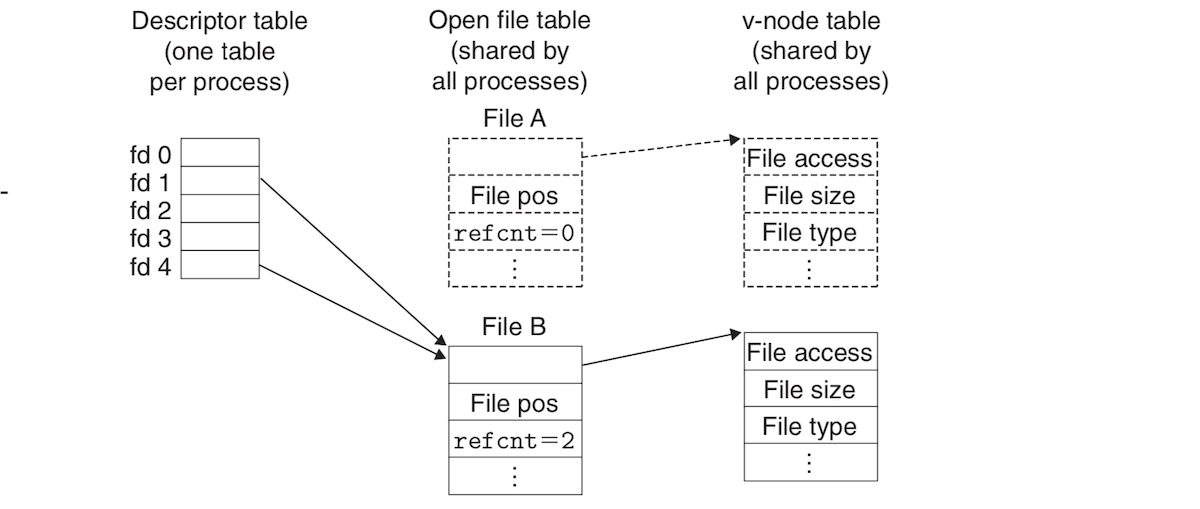 Descriptor table
(one table
per process)
Open file table
(shared by
all processes)
v-node table
(shared by
all processes)
fd 0
fd 1
fd 2
fd 3
fd 4
File A
File pos
refcnt=0
⋮
File access
File size
File type
⋮
File B
File pos
refcnt=2
⋮
File access
File size
File type
⋮
-